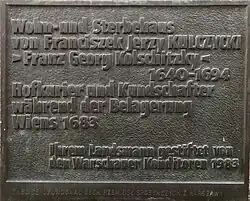 Wohn- und Sterbehaus
von Franciszek Jerzy KULCZYCKI
- Franz Georg Kolschitzky -
1640-1694
Hofkurier und Kundschafter
während der Belagerung
Wiens 1683
Ihrem Landsmann gestiftet von
den Warschauer Konditoren 1983